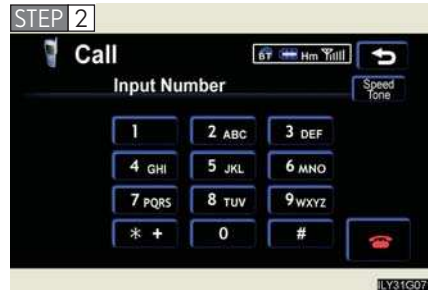 STEP 2
Call
BT Hm
Input Number
Speed Tone
1 2 ABC 3 DEF
4 GHI 5 JKL 6 MNO
7 PQRS 8 TUV 9 WXYZ
* + 0 #
ILY31G07